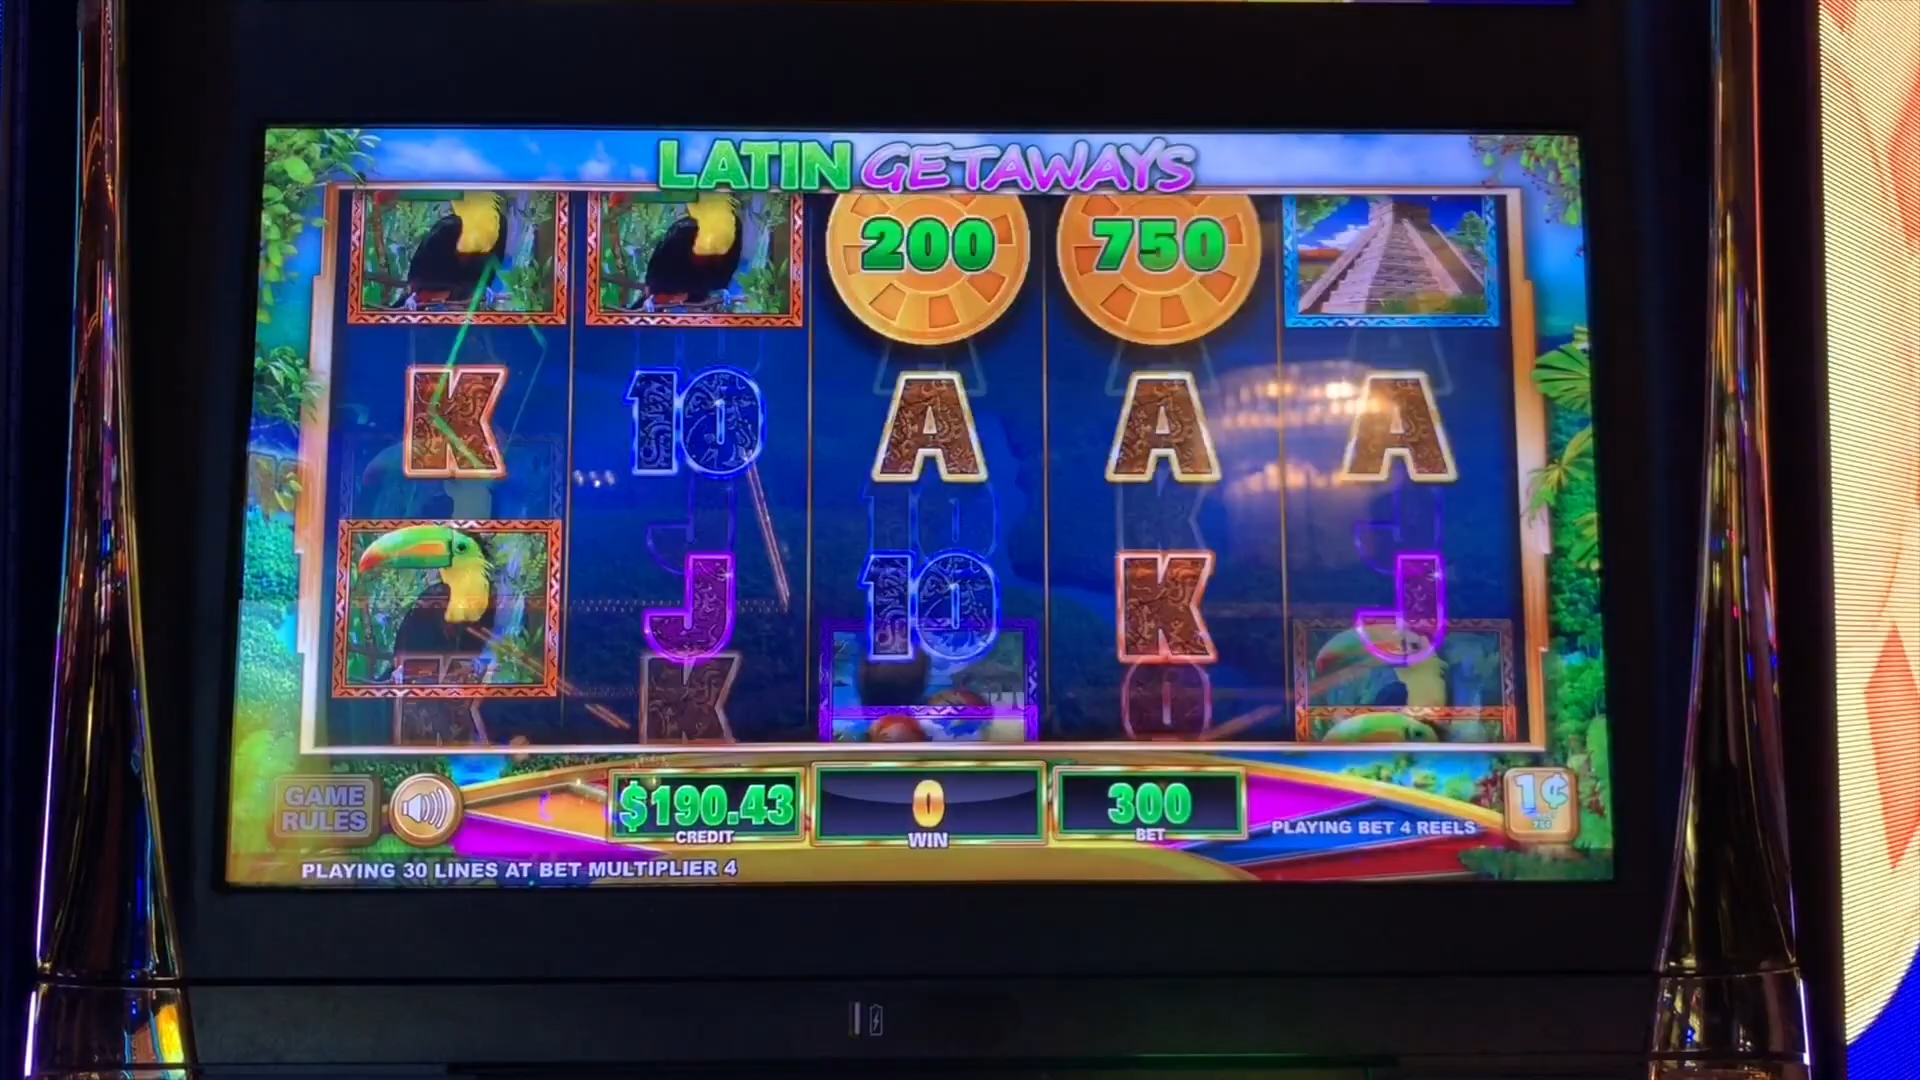 LATIN GETAWAYS
200 750
K 10 A A A
J 10 K J
K K
GAME RULES
$190.43
CREDIT
0
WIN
300
BET
PLAYING BET 4 REELS
1¢
PLAYING 30 LINES AT BET MULTIPLIER 4